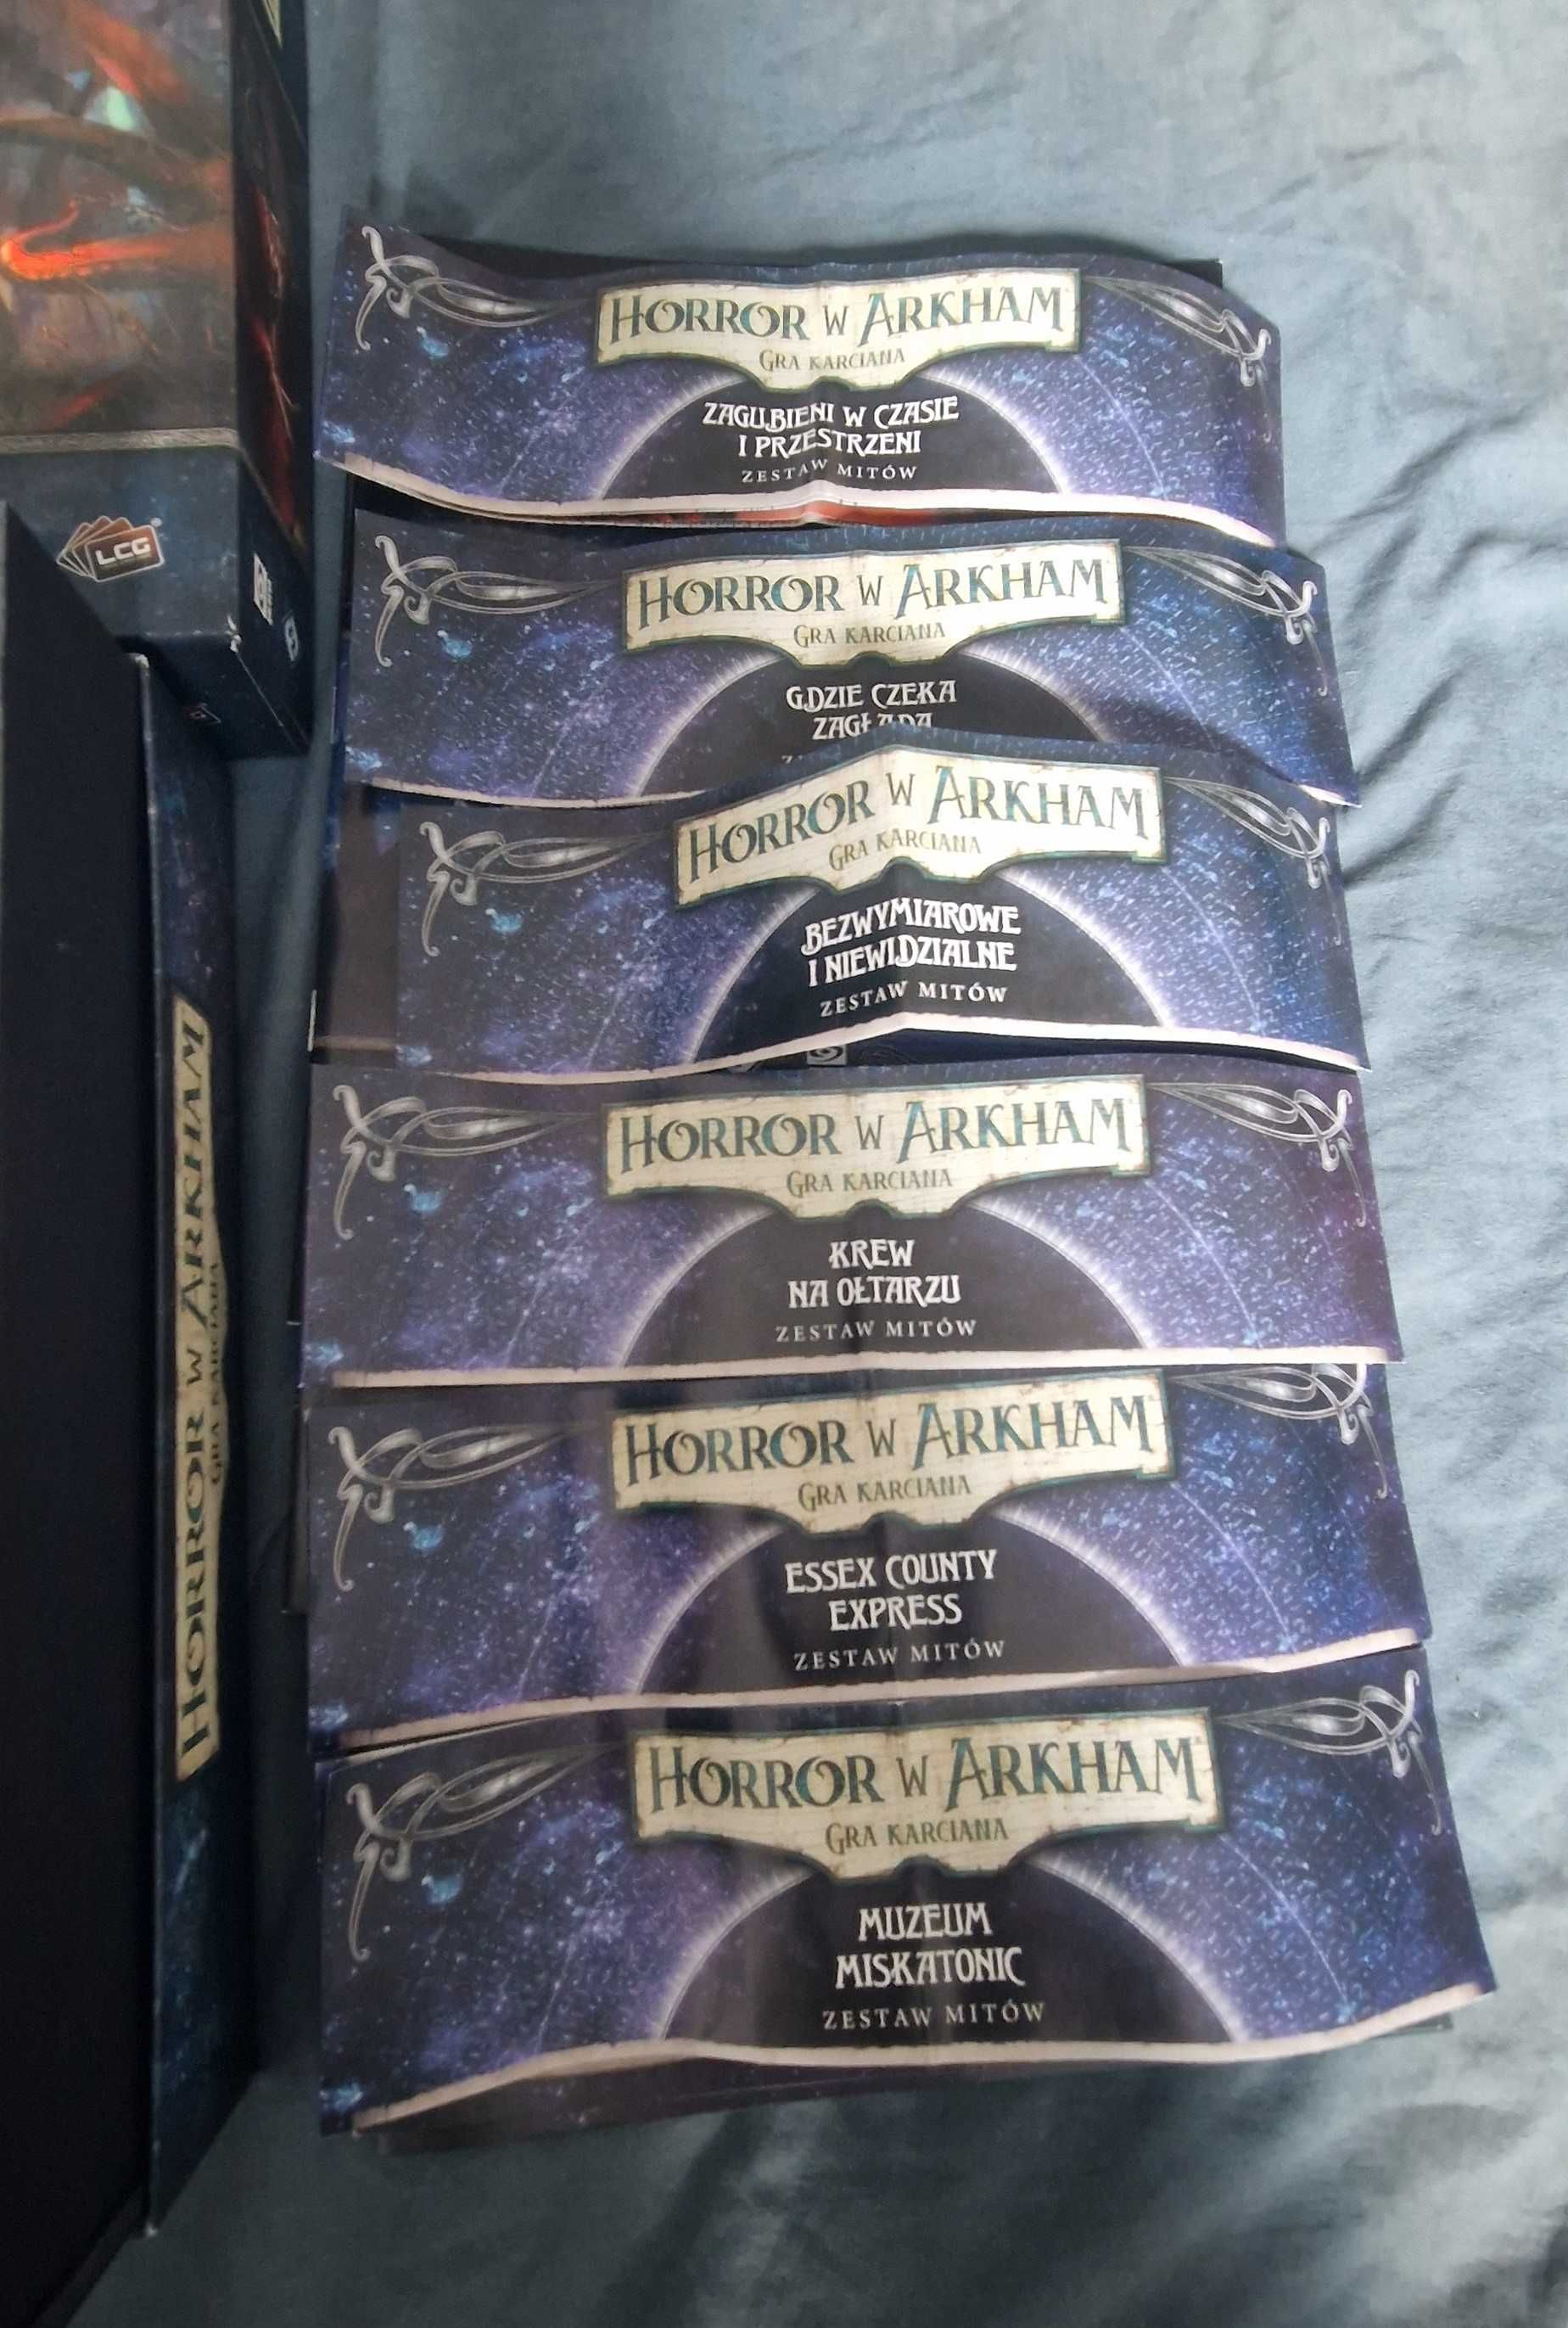 LCG
HORROR W ARKHAM
GRA KARCIANA
HORROR W ARKHAM
GRA KARCIANA
ZAGUBIENI W CZASIE
I PRZESTRZENI
ZESTAW MITÓW
HORROR W ARKHAM
GRA KARCIANA
GDZIE CZEKA
ZAGŁADA
HORROR W ARKHAM
GRA KARCIANA
BEZWYMIAROWE
I NIEWIDZIALNE
ZESTAW MITÓW
HORROR W ARKHAM
GRA KARCIANA
KREW
NA OŁTARZU
ZESTAW MITÓW
HORROR W ARKHAM
GRA KARCIANA
ESSEX COUNTY
EXPRESS
ZESTAW MITÓW
HORROR W ARKHAM
GRA KARCIANA
MUZEUM
MISKATONIC
ZESTAW MITÓW